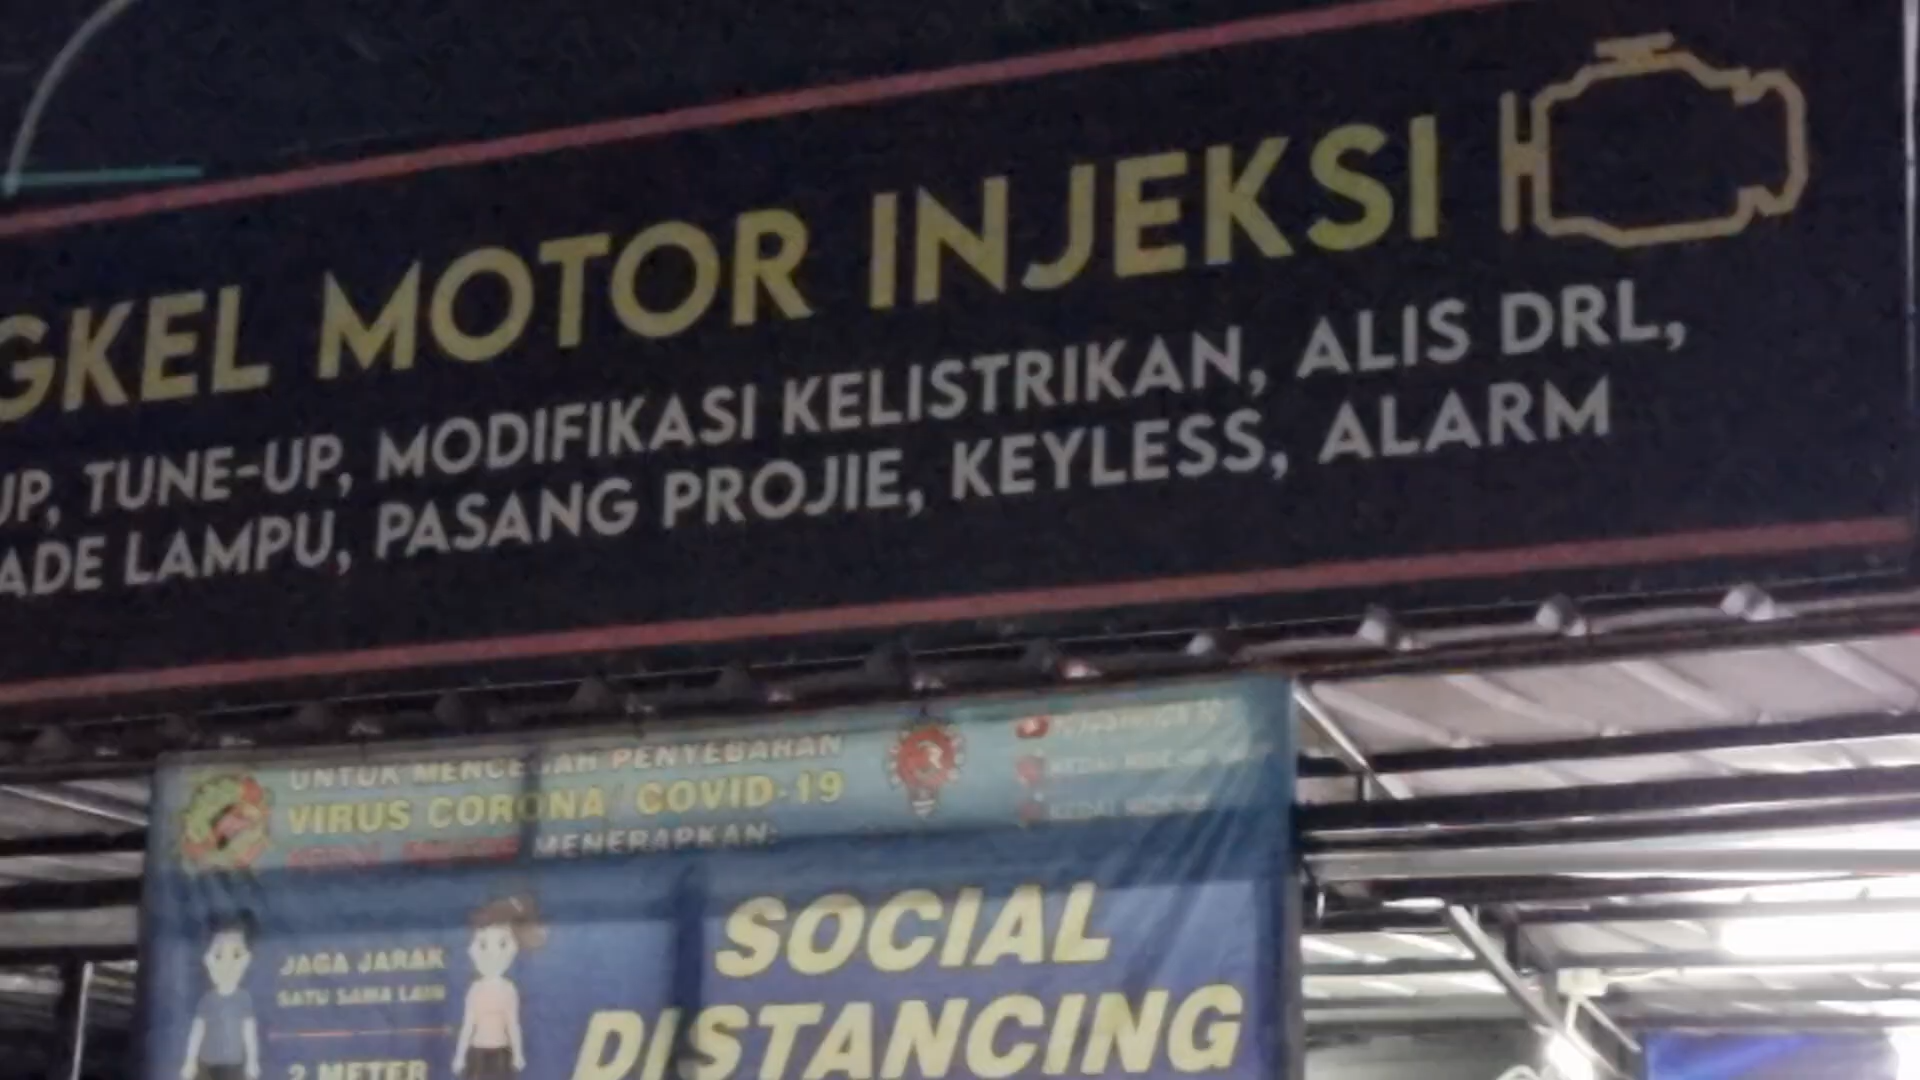 GKEL MOTOR INJEKSI
UP, TUNE-UP, MODIFIKASI KELISTRIKAN, ALIS DRL,
ADE LAMPU, PASANG PROJIE, KEYLESS, ALARM
UNTUK MENCEGAH PENYEBARAN
VIRUS CORONA COVID-19
MENERAPKAN:
SOCIAL
DISTANCING
JAGA JARAK
SATU SAMA LAIN
2 METER